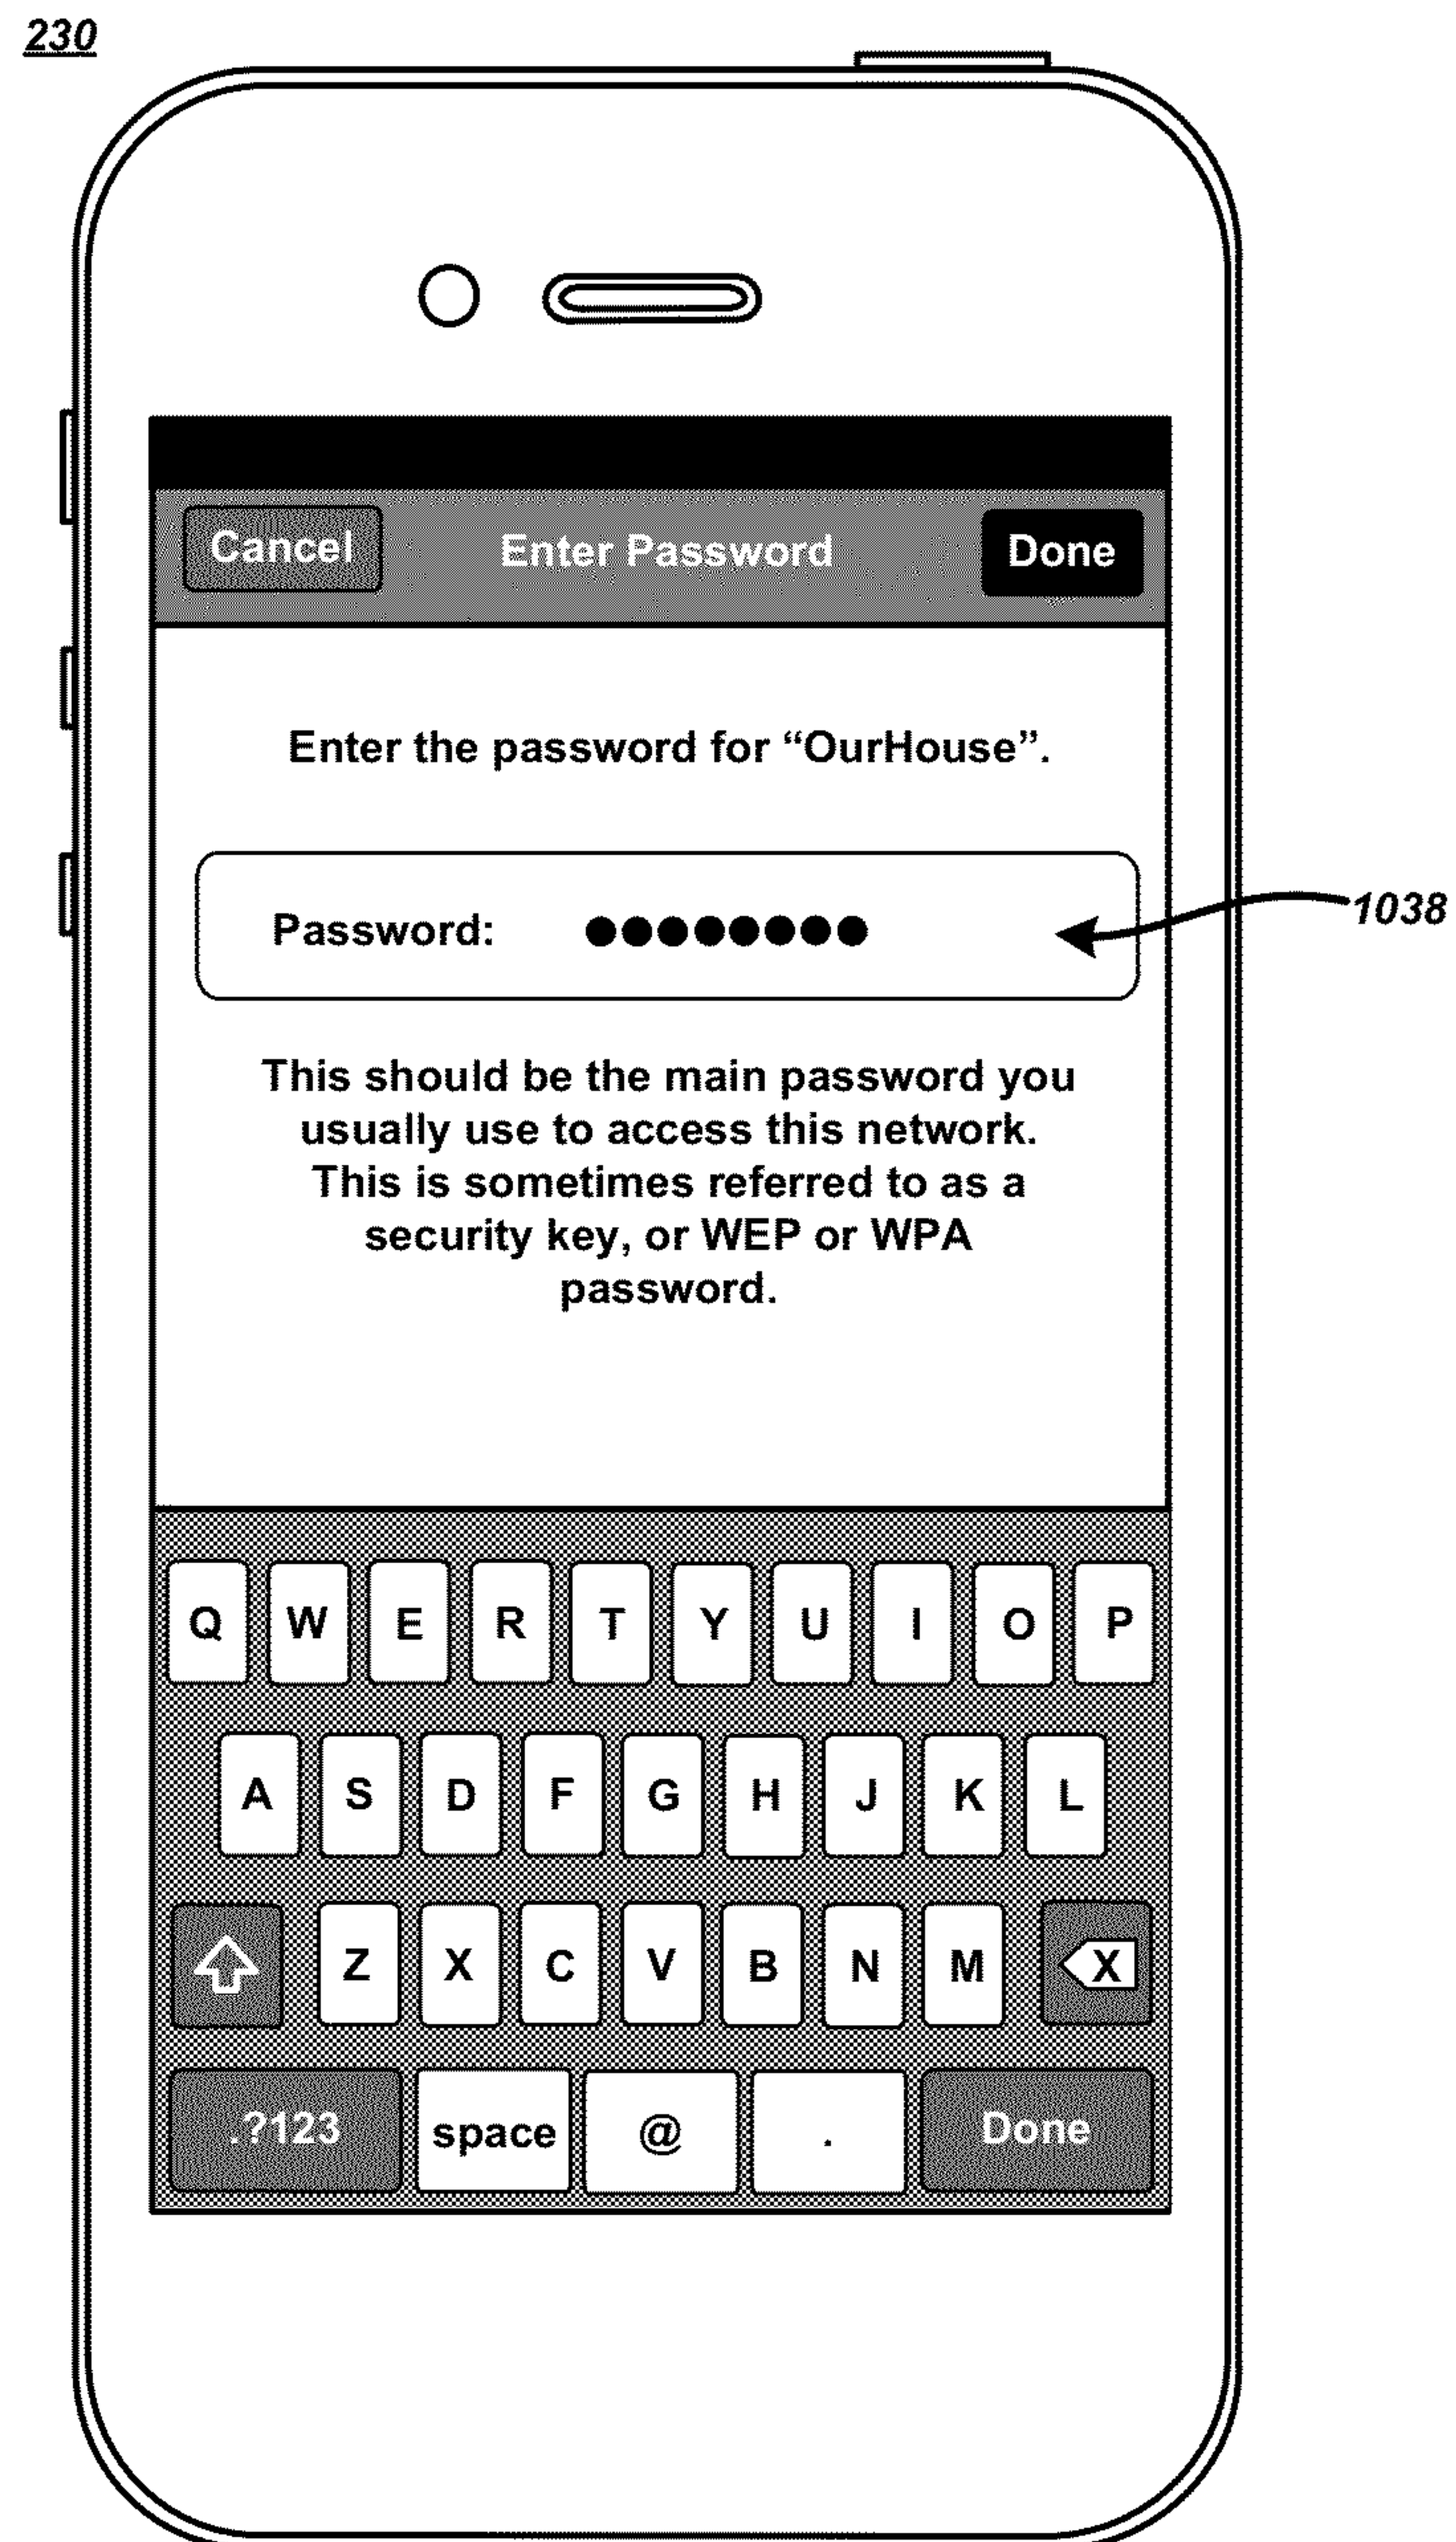 230
Cancel Enter Password Done
Enter the password for “OurHouse”.
Password: ●●●●●●●●
1038
This should be the main password you
usually use to access this network.
This is sometimes referred to as a
security key, or WEP or WPA
password.
Q W E R T Y U I O P
A S D F G H J K L
Z X C V B N M X
.?123 space @ . Done